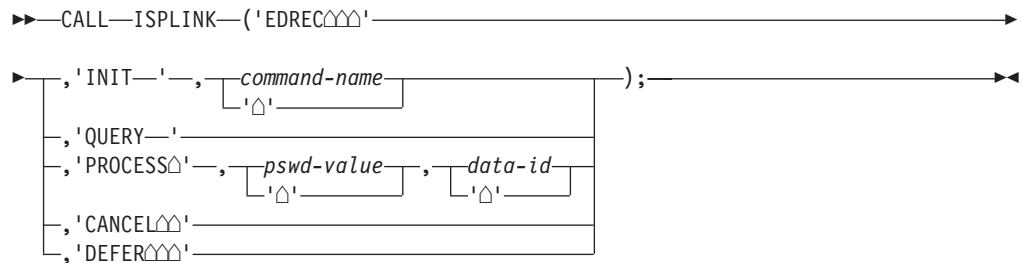 ►►──CALL──ISPLINK──('EDREC⌂⌂⌂'──►
►──,'INIT──'──,──command-name──);──►◄
'⌂'
,'QUERY──'
,'PROCESS⌂'──,──pswd-value──,──data-id
'⌂' '⌂'
,'CANCEL⌂⌂'
,'DEFER⌂⌂⌂'